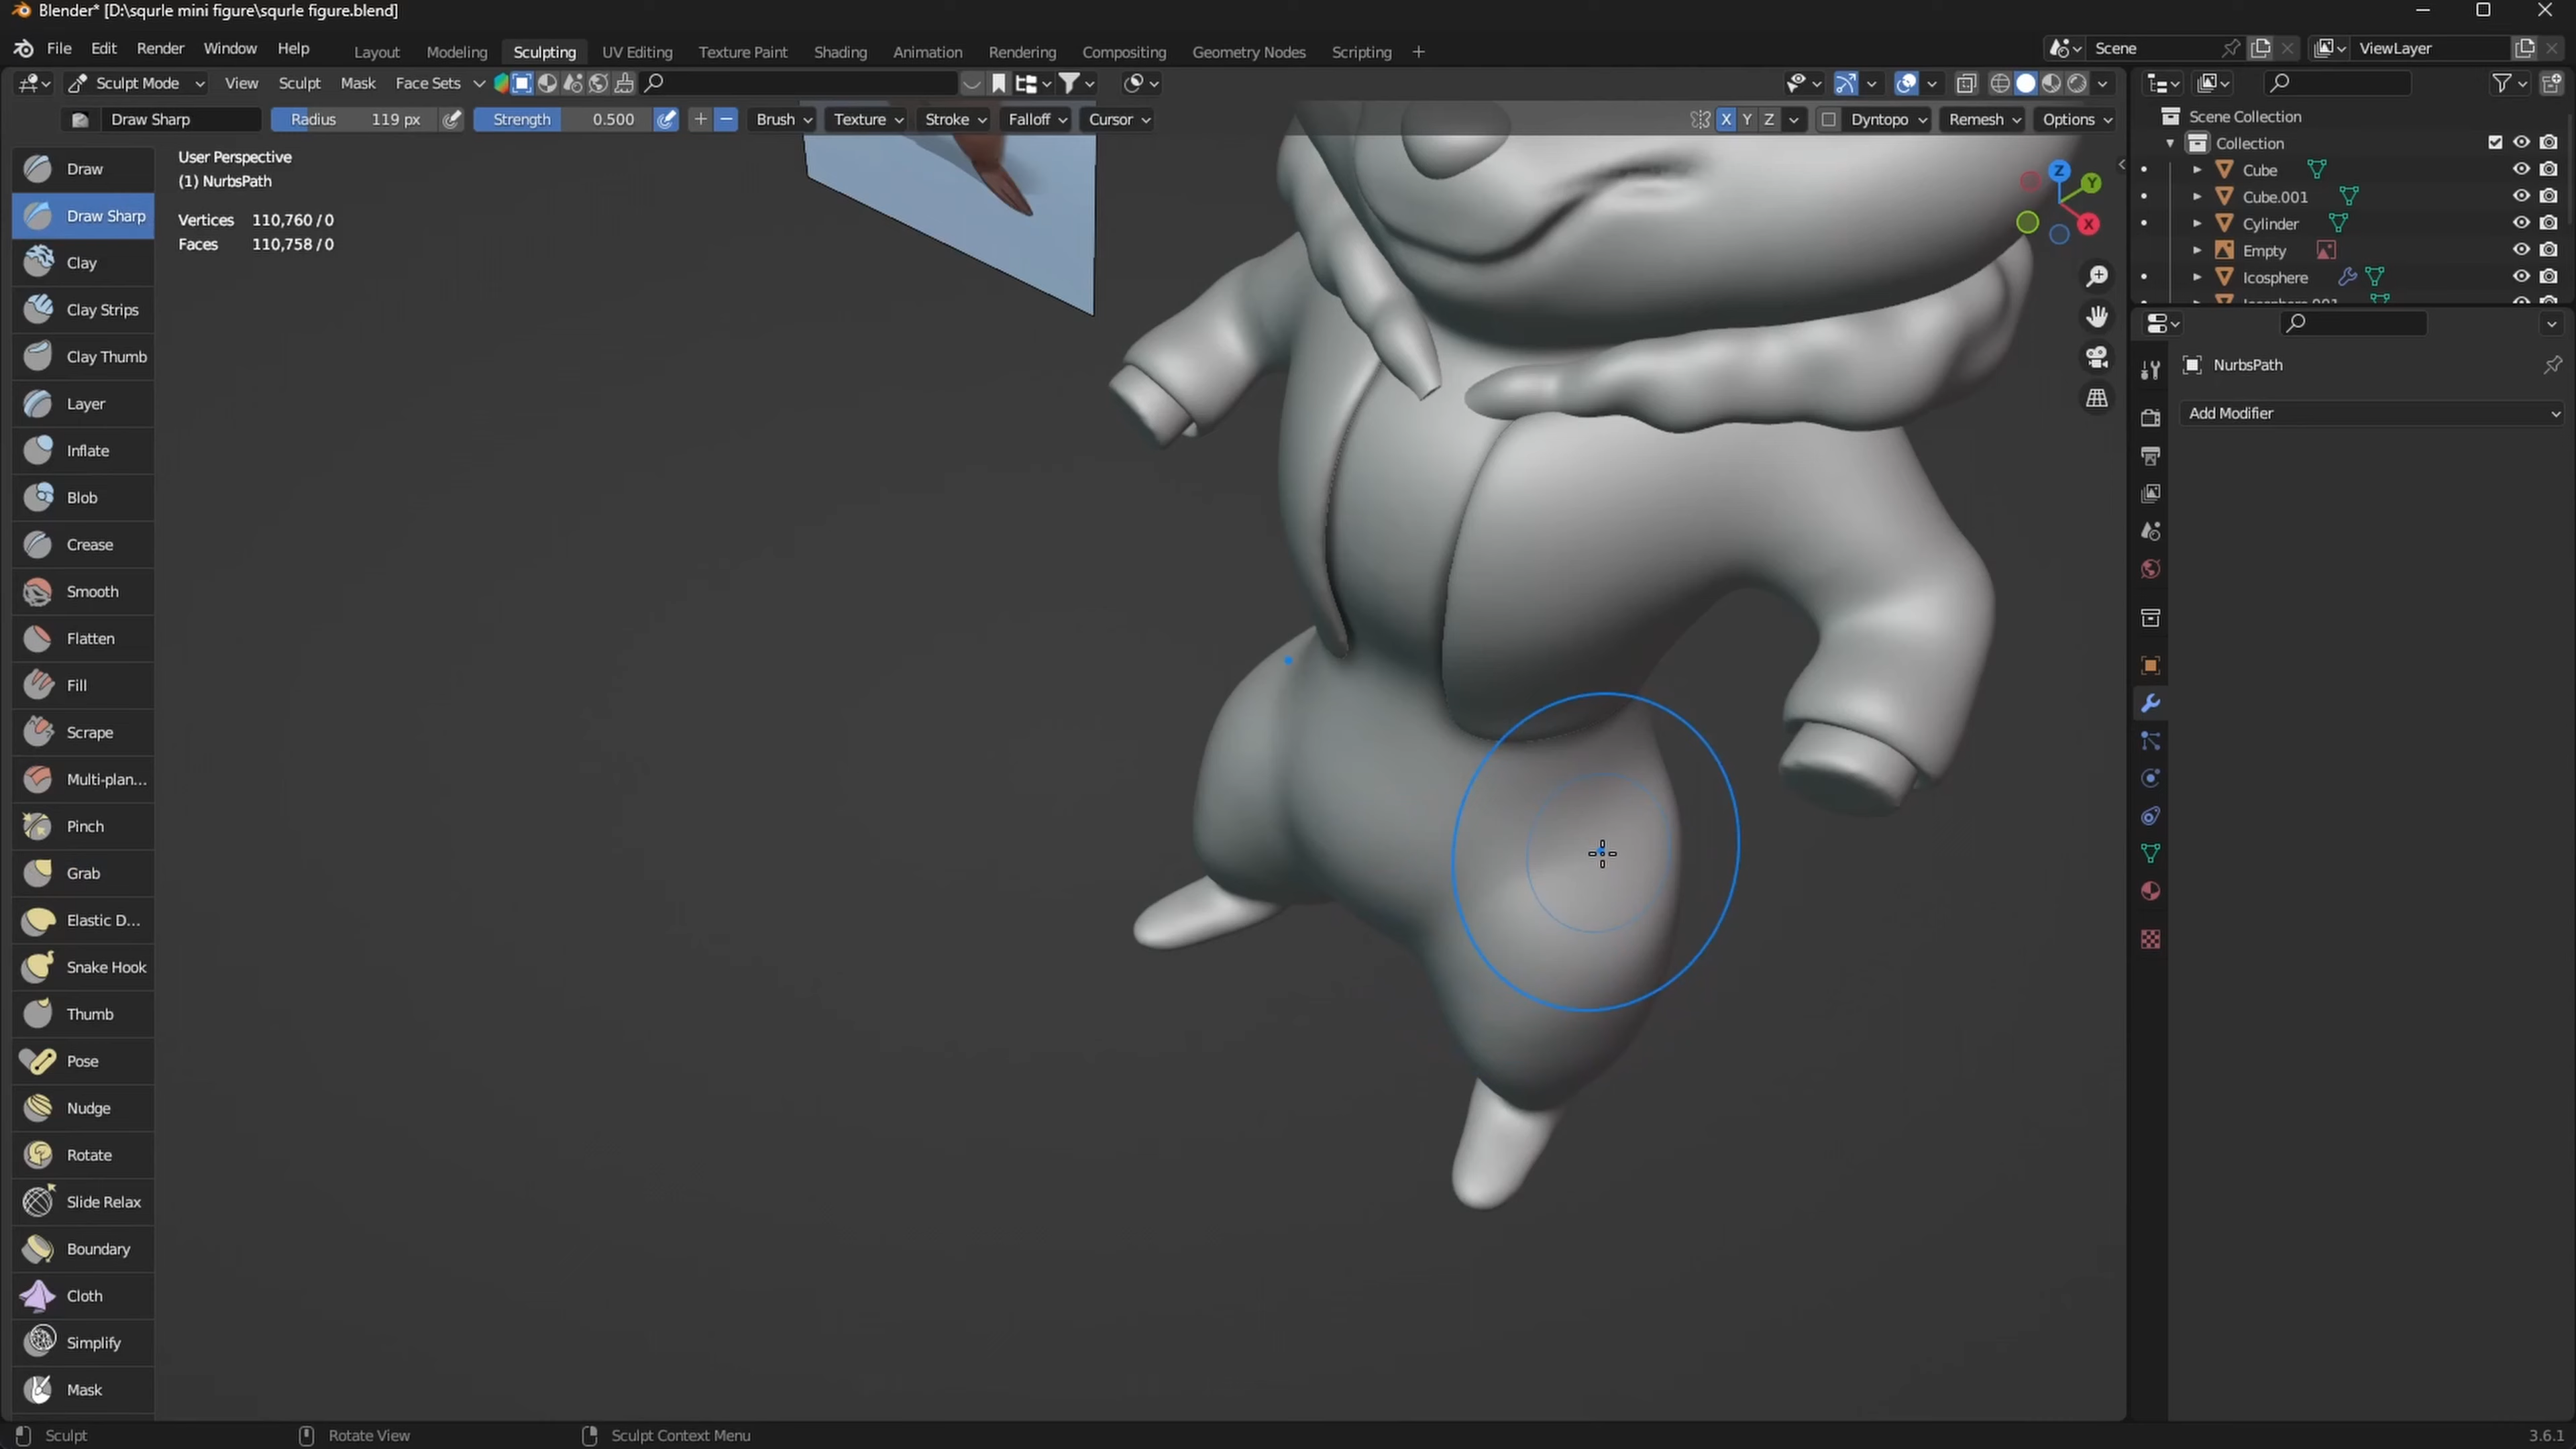 Blender* [D:\squrle mini figure\squrle figure.blend]
File Edit Render Window Help Layout Modeling Sculpting UV Editing Texture Paint Shading Animation Rendering Compositing Geometry Nodes Scripting + Scene ViewLayer
Sculpt Mode View Sculpt Mask Face Sets
Draw Sharp Radius 119 px Strength 0.500 + − Brush Texture Stroke Falloff Cursor X Y Z Dyntopo Remesh Options
User Perspective
(1) NurbsPath
Vertices 110,760 / 0
Faces 110,758 / 0
Draw
Draw Sharp
Clay
Clay Strips
Clay Thumb
Layer
Inflate
Blob
Crease
Smooth
Flatten
Fill
Scrape
Multi-plan...
Pinch
Grab
Elastic D...
Snake Hook
Thumb
Pose
Nudge
Rotate
Slide Relax
Boundary
Cloth
Simplify
Mask
Z
Y
X
Scene Collection
Collection
Cube
Cube.001
Cylinder
Empty
Icosphere
Icosphere.001
NurbsPath
Add Modifier
Sculpt Rotate View Sculpt Context Menu 3.6.1